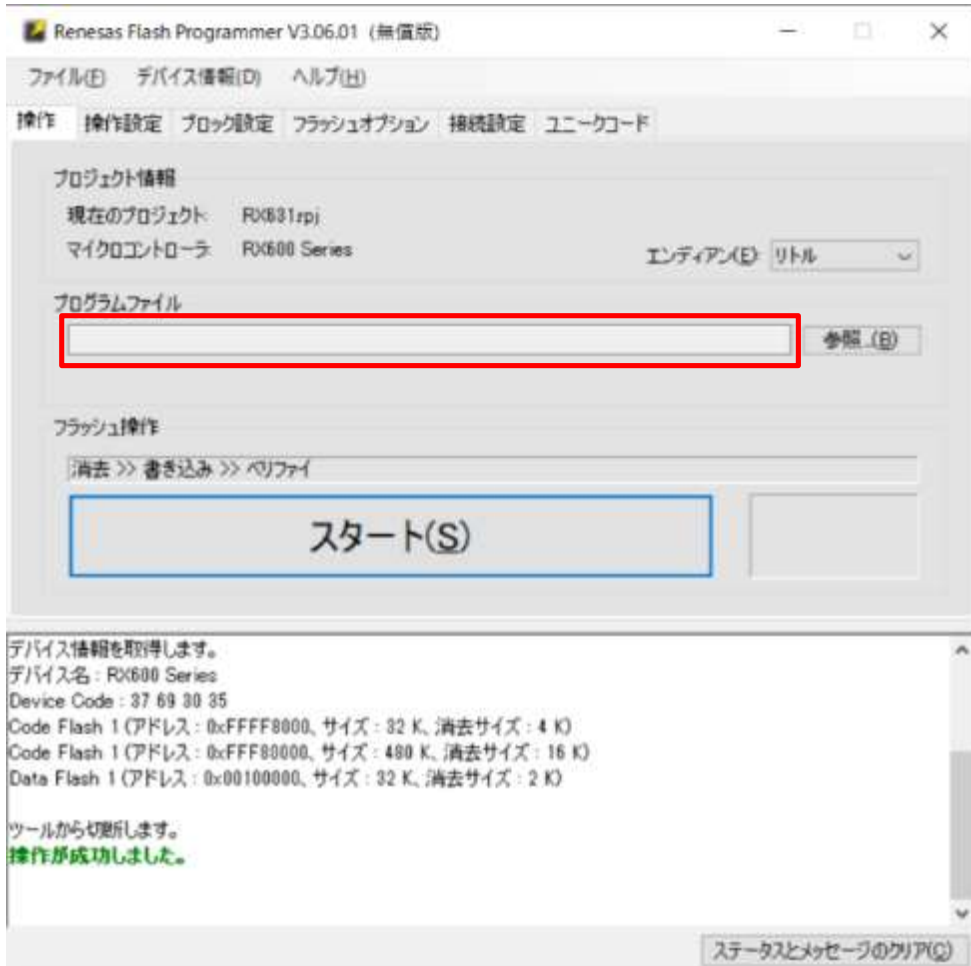 Renesas Flash Programmer V3.06.01 (無償版)
ファイル(F) デバイス情報(D) ヘルプ(H)
操作 操作設定 ブロック設定 フラッシュオプション 接続設定 ユニークコード
プロジェクト情報
現在のプロジェクト: RX631.rpj
マイクロコントローラ: RX600 Series
エンディアン(E): リトル
プログラムファイル
参照...(B)
フラッシュ操作
消去 >> 書き込み >> ベリファイ
スタート(S)
デバイス情報を取得します。
デバイス名 : RX600 Series
Device Code : 37 69 30 35
Code Flash 1 (アドレス : 0xFFFF8000、サイズ : 32 K、消去サイズ : 4 K)
Code Flash 1 (アドレス : 0xFFF80000、サイズ : 480 K、消去サイズ : 16 K)
Data Flash 1 (アドレス : 0x00100000、サイズ : 32 K、消去サイズ : 2 K)
ツールから切断します。
操作が成功しました。
ステータスとメッセージのクリア(C)